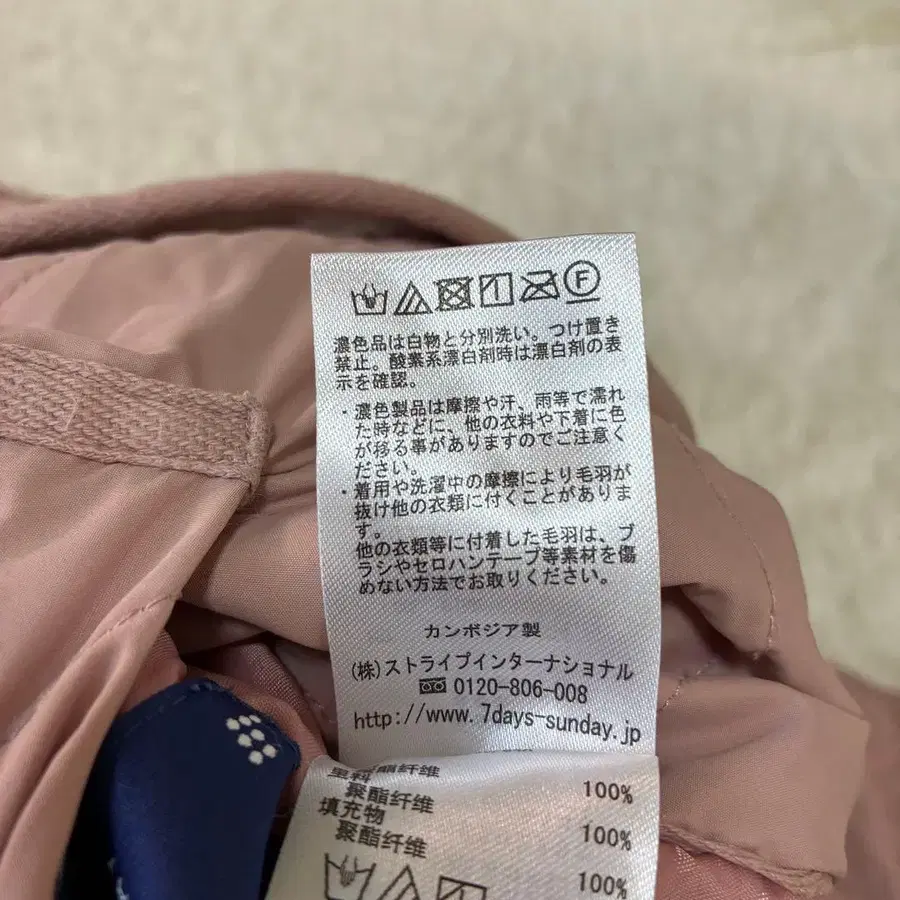 F
濃色品は白物と分別洗い。つけ置き
禁止。酸素系漂白剤時は漂白剤の表
示を確認。
・濃色製品は摩擦や汗、雨等で濡れ
た時などに、他の衣料や下着に色
が移る事がありますのでご注意く
ださい。
・着用や洗濯中の摩擦により毛羽が
抜け他の衣類に付くことがありま
す。
他の衣類等に付着した毛羽は、ブ
ラシやセロハンテープ等素材を傷
めない方法でお取りください。
カンボジア製
(株)ストライプインターナショナル
0120-806-008
http://www.7days-sunday.jp
里料
聚酯纤维 100%
填充物
聚酯纤维 100%
100%